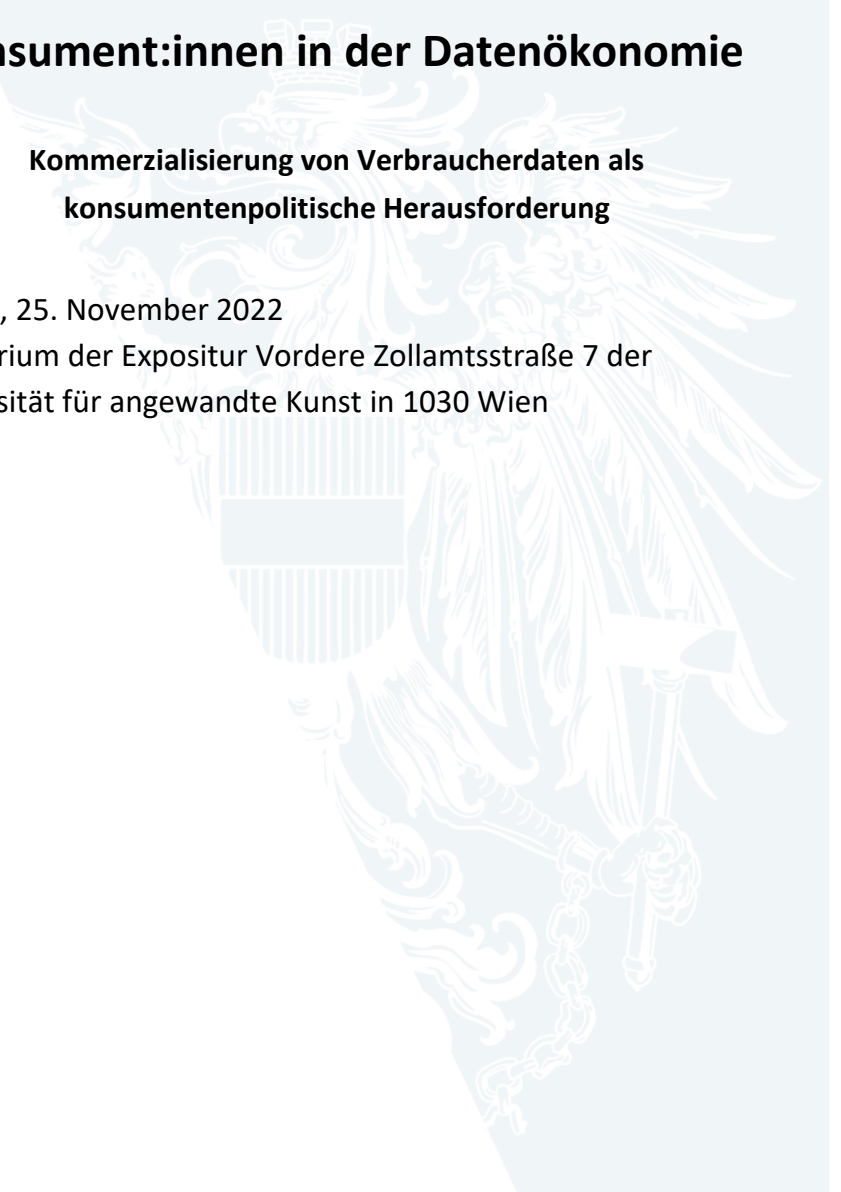 nsument:innen in der Datenökonomie
Kommerzialisierung von Verbraucherdaten als
konsumentenpolitische Herausforderung
, 25. November 2022
rium der Expositur Vordere Zollamtsstraße 7 der
sität für angewandte Kunst in 1030 Wien